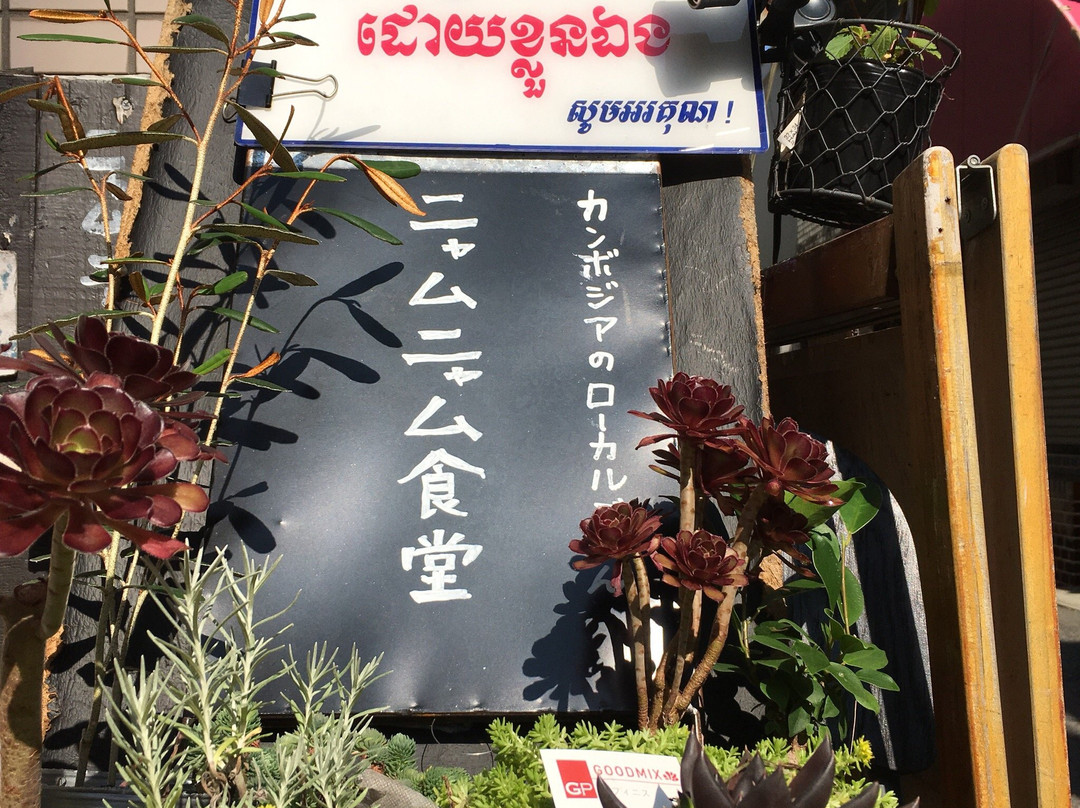 ដោយខ្លួនឯង
សូមអរគុណ !
カンボジアのローカル
ニャムニャム食堂
GP GOODMIX